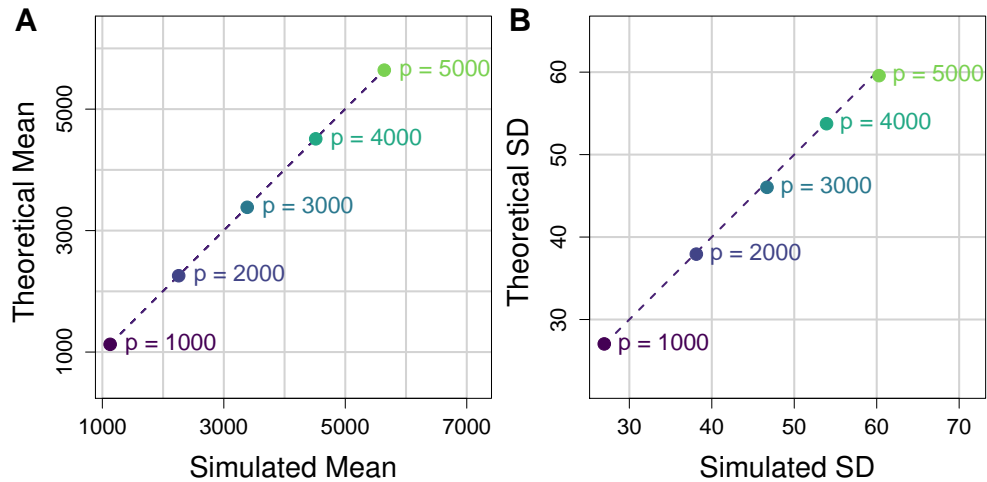 A
Theoretical Mean
5000
3000
1000
p = 5000
p = 4000
p = 3000
p = 2000
p = 1000
1000 3000 5000 7000
Simulated Mean
B
Theoretical SD
60
50
40
30
p = 5000
p = 4000
p = 3000
p = 2000
p = 1000
30 40 50 60 70
Simulated SD